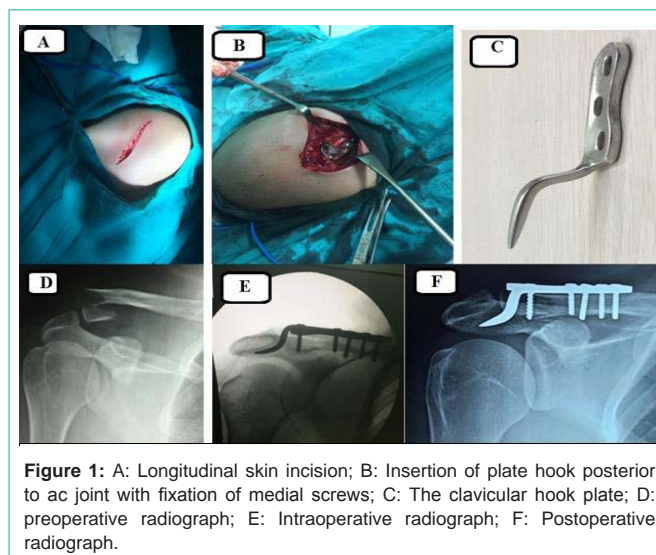 A
B
C
D
E
F
Figure 1: A: Longitudinal skin incision; B: Insertion of plate hook posterior
to ac joint with fixation of medial screws; C: The clavicular hook plate; D:
preoperative radiograph; E: Intraoperative radiograph; F: Postoperative
radiograph.